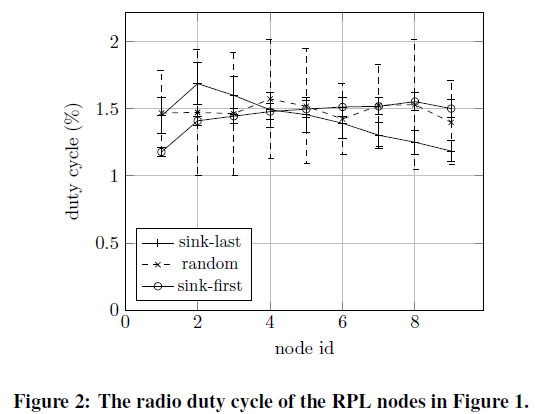 2
1.5
1
0.5
0
duty cycle (%)
sink-last
random
sink-first
0 2 4 6 8
node id
Figure 2: The radio duty cycle of the RPL nodes in Figure 1.